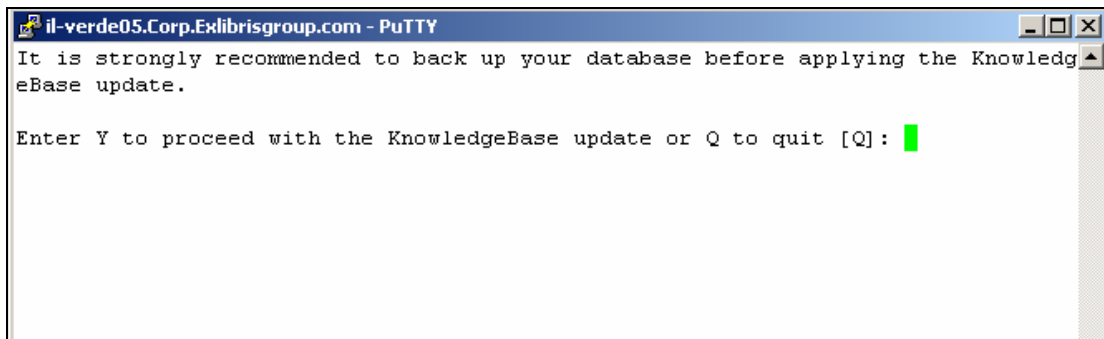 il-verde05.Corp.Exlibrisgroup.com - PuTTY
It is strongly recommended to back up your database before applying the Knowledg
eBase update.
Enter Y to proceed with the KnowledgeBase update or Q to quit [Q]: